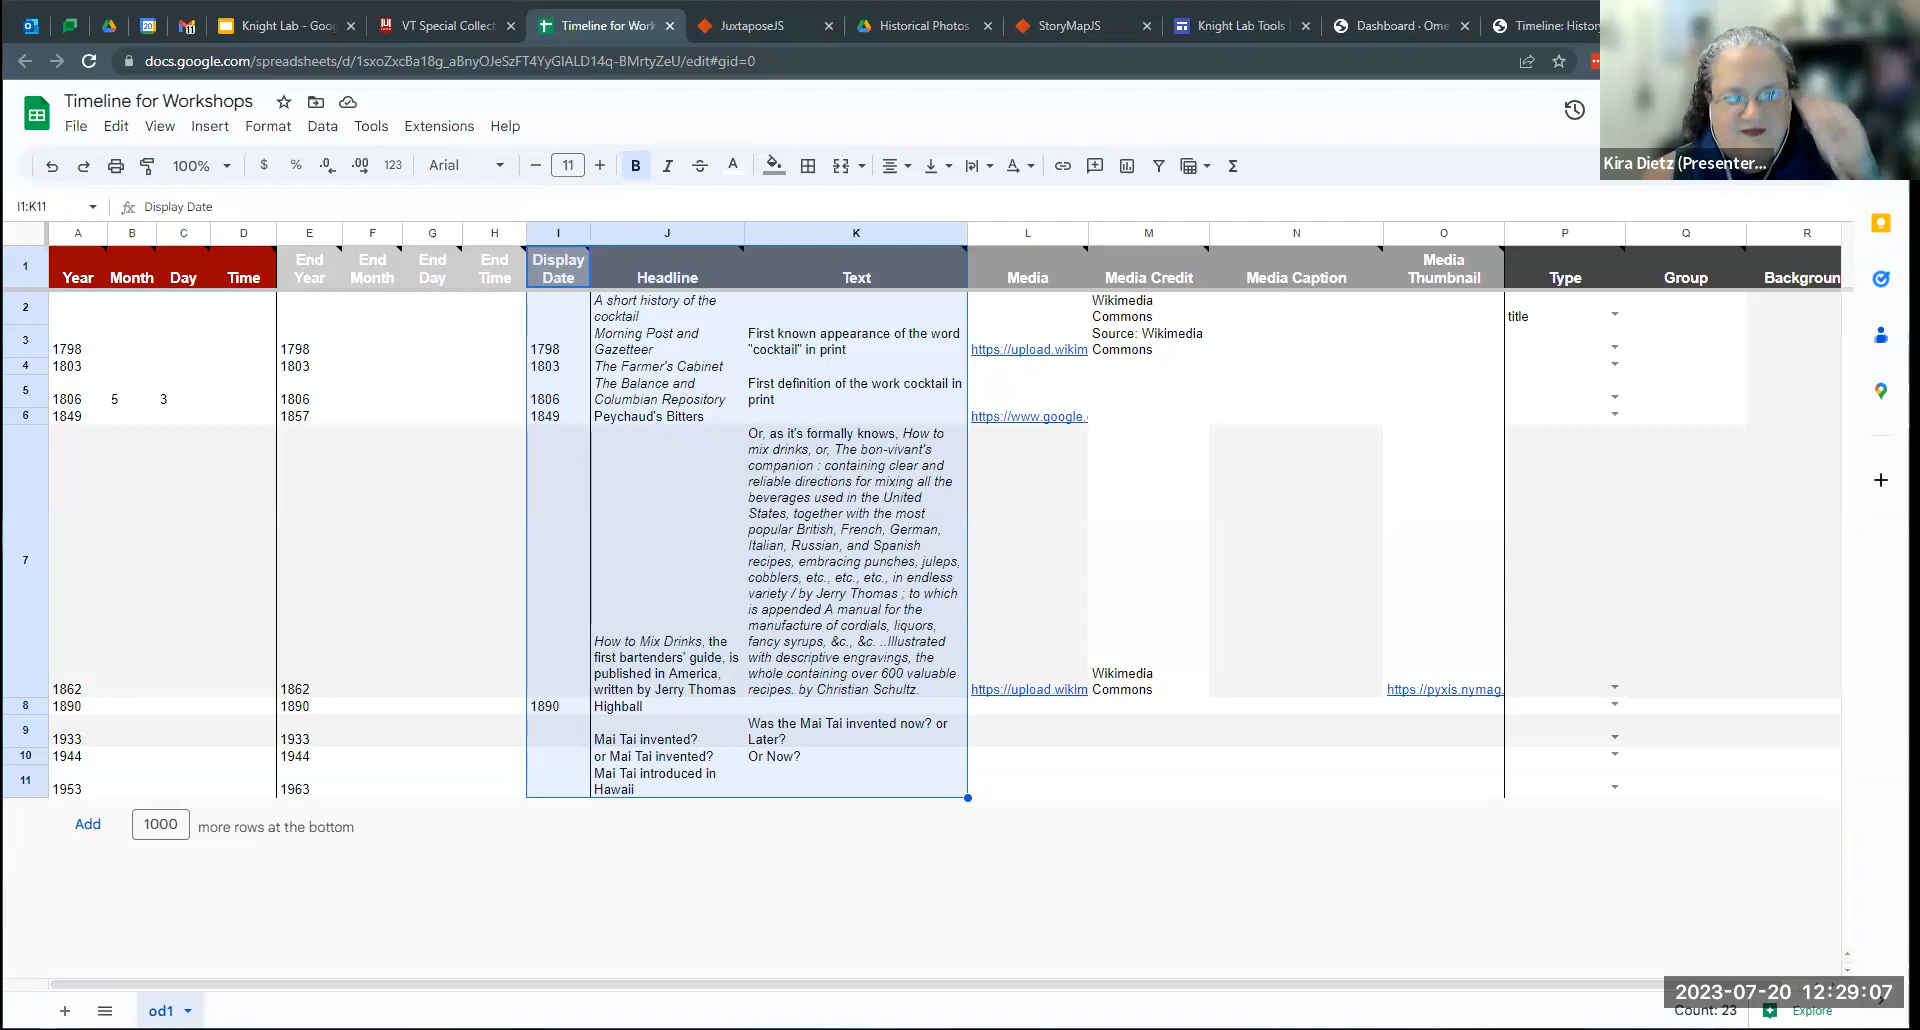 Knight Lab - Goog
VT Special Collect
Timeline for Work
JuxtaposeJS
Historical Photos
StoryMapJS
Knight Lab Tools
Dashboard · Ome
Timeline: Histor
docs.google.com/spreadsheets/d/1sxoZxcBa18g_aBnyOJeSzFT4YyGlALD14q-BMrtyZeU/edit#gid=0
Timeline for Workshops
File Edit View Insert Format Data Tools Extensions Help
100% $ % .0 .00 123 Arial 11
Kira Dietz (Presenter...
I1:K11 Display Date
A B C D E F G H I J K L M N O P Q R
1 Year Month Day Time End Year End Month End Day End Time Display Date Headline Text Media Media Credit Media Caption Media Thumbnail Type Group Backgroun
2 A short history of the
cocktail
Wikimedia
Commons
title
3 1798 1798 1798
Morning Post and
Gazetteer
First known appearance of the word
"cocktail" in print
https://upload.wikim
Source: Wikimedia
Commons
4 1803 1803 1803 The Farmer's Cabinet
5 1806 5 3 1806 1806
The Balance and
Columbian Repository
First definition of the work cocktail in
print
6 1849 1857 1849 Peychaud's Bitters https://www.google.
7 1862 1862
How to Mix Drinks, the
first bartenders' guide, is
published in America,
written by Jerry Thomas
Or, as it's formally knows, How to
mix drinks, or, The bon-vivant's
companion : containing clear and
reliable directions for mixing all the
beverages used in the United
States, together with the most
popular British, French, German,
Italian, Russian, and Spanish
recipes, embracing punches, juleps,
cobblers, etc., etc., etc., in endless
variety / by Jerry Thomas ; to which
is appended A manual for the
manufacture of cordials, liquors,
fancy syrups, &c., &c. ..Illustrated
with descriptive engravings, the
whole containing over 600 valuable
recipes. by Christian Schultz.
https://upload.wikim
Wikimedia
Commons
https://pyxis.nymag.
8 1890 1890 1890 Highball
9 1933 1933 Mai Tai invented?
Was the Mai Tai invented now? or
Later?
10 1944 1944 or Mai Tai invented? Or Now?
11 1953 1963
Mai Tai introduced in
Hawaii
Add 1000 more rows at the bottom
od1
2023-07-20 12:29:07
Count: 23 Explore